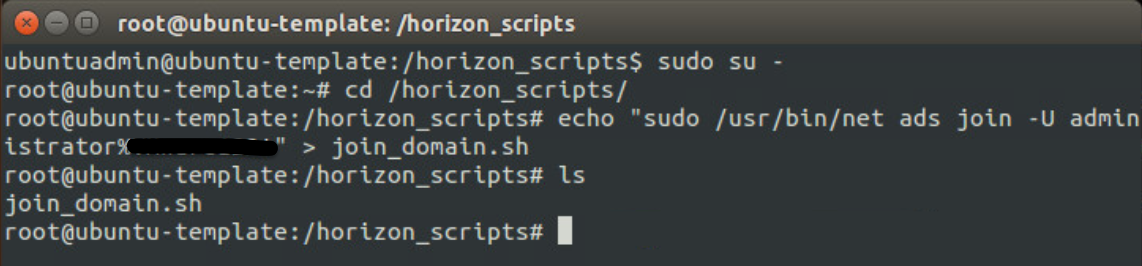 root@ubuntu-template: /horizon_scripts
ubuntuadmin@ubuntu-template:/horizon_scripts$ sudo su -
root@ubuntu-template:~# cd /horizon_scripts/
root@ubuntu-template:/horizon_scripts# echo "sudo /usr/bin/net ads join -U admin
istrator%" > join_domain.sh
root@ubuntu-template:/horizon_scripts# ls
join_domain.sh
root@ubuntu-template:/horizon_scripts#